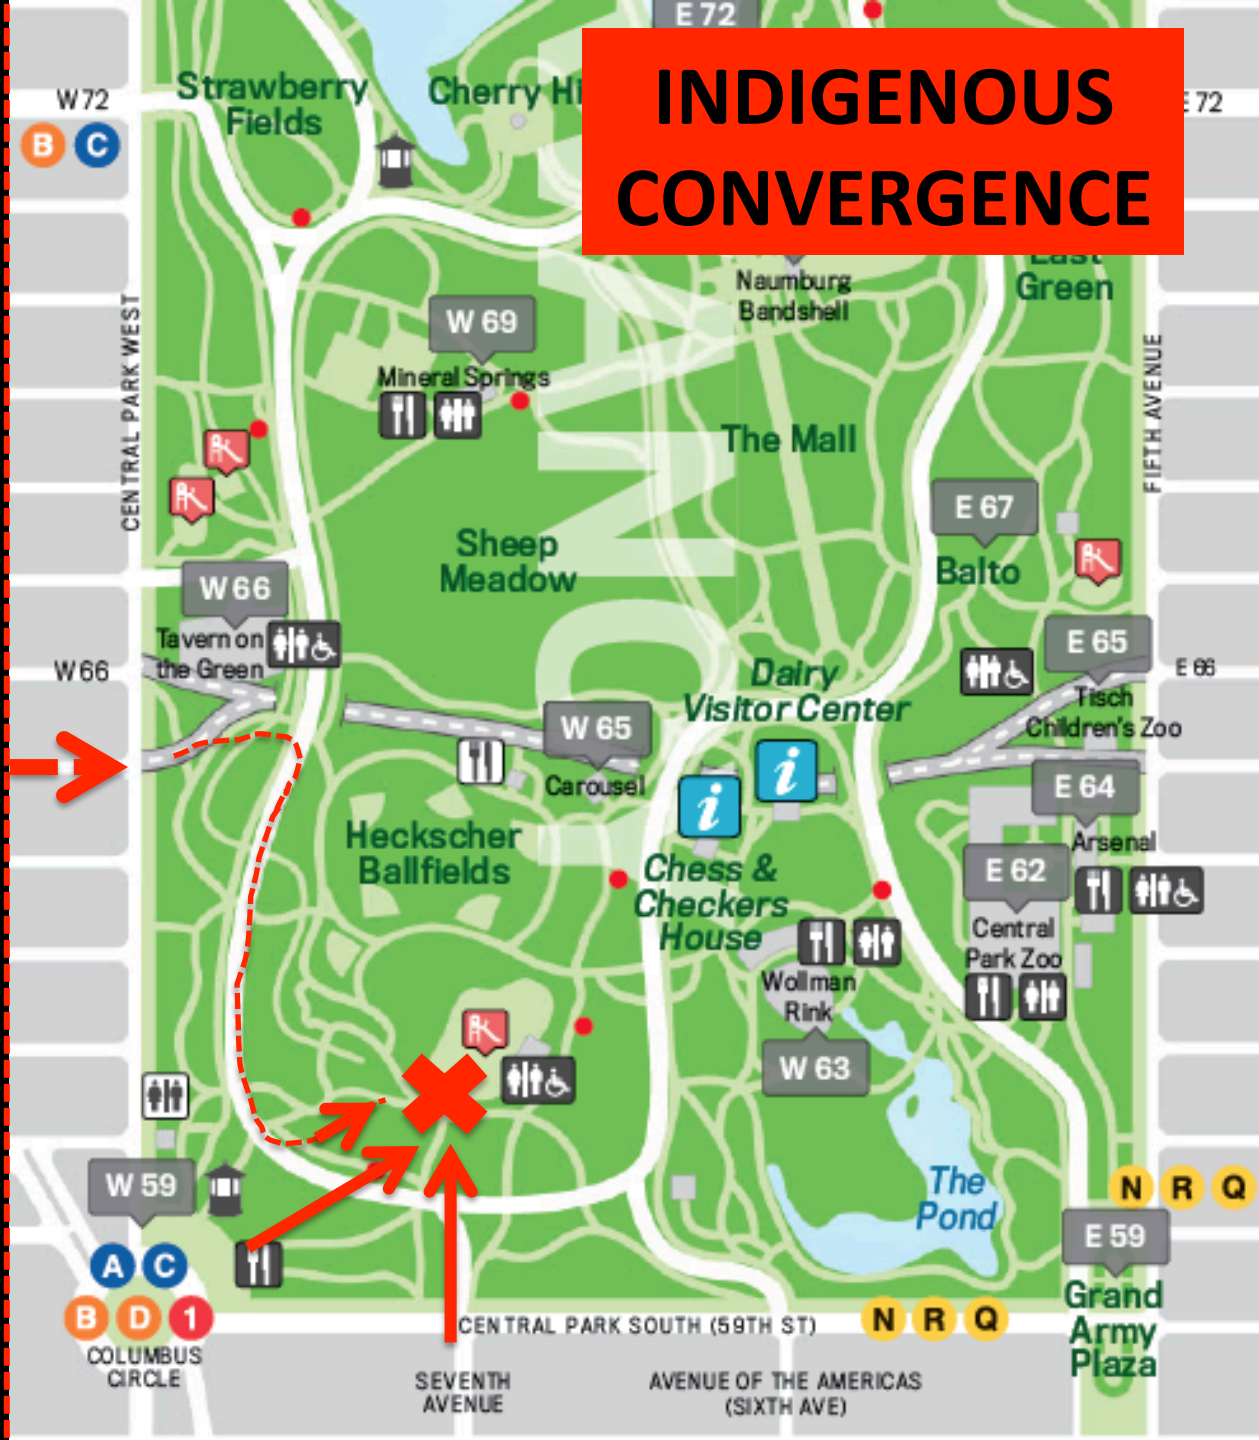 E 72
INDIGENOUS
CONVERGENCE
Strawberry
Fields
Cherry Hi
W 72
E 72
B C
East
Green
Naumburg
Bandshell
W 69
Mineral Springs
CENTRAL PARK WEST
FIFTH AVENUE
The Mall
E 67
Balto
Sheep
Meadow
W 66
Tavern on
the Green
W 66
E 65
E 66
Tisch
Children's Zoo
Dairy
Visitor Center
W 65
Carousel
i
i
E 64
Arsenal
Heckscher
Ballfields
Chess &
Checkers
House
E 62
Central
Park Zoo
Wollman
Rink
W 63
The
Pond
W 59
N R Q
E 59
A C
B D 1
COLUMBUS
CIRCLE
CENTRAL PARK SOUTH (59TH ST)
N R Q
Grand
Army
Plaza
SEVENTH
AVENUE
AVENUE OF THE AMERICAS
(SIXTH AVE)